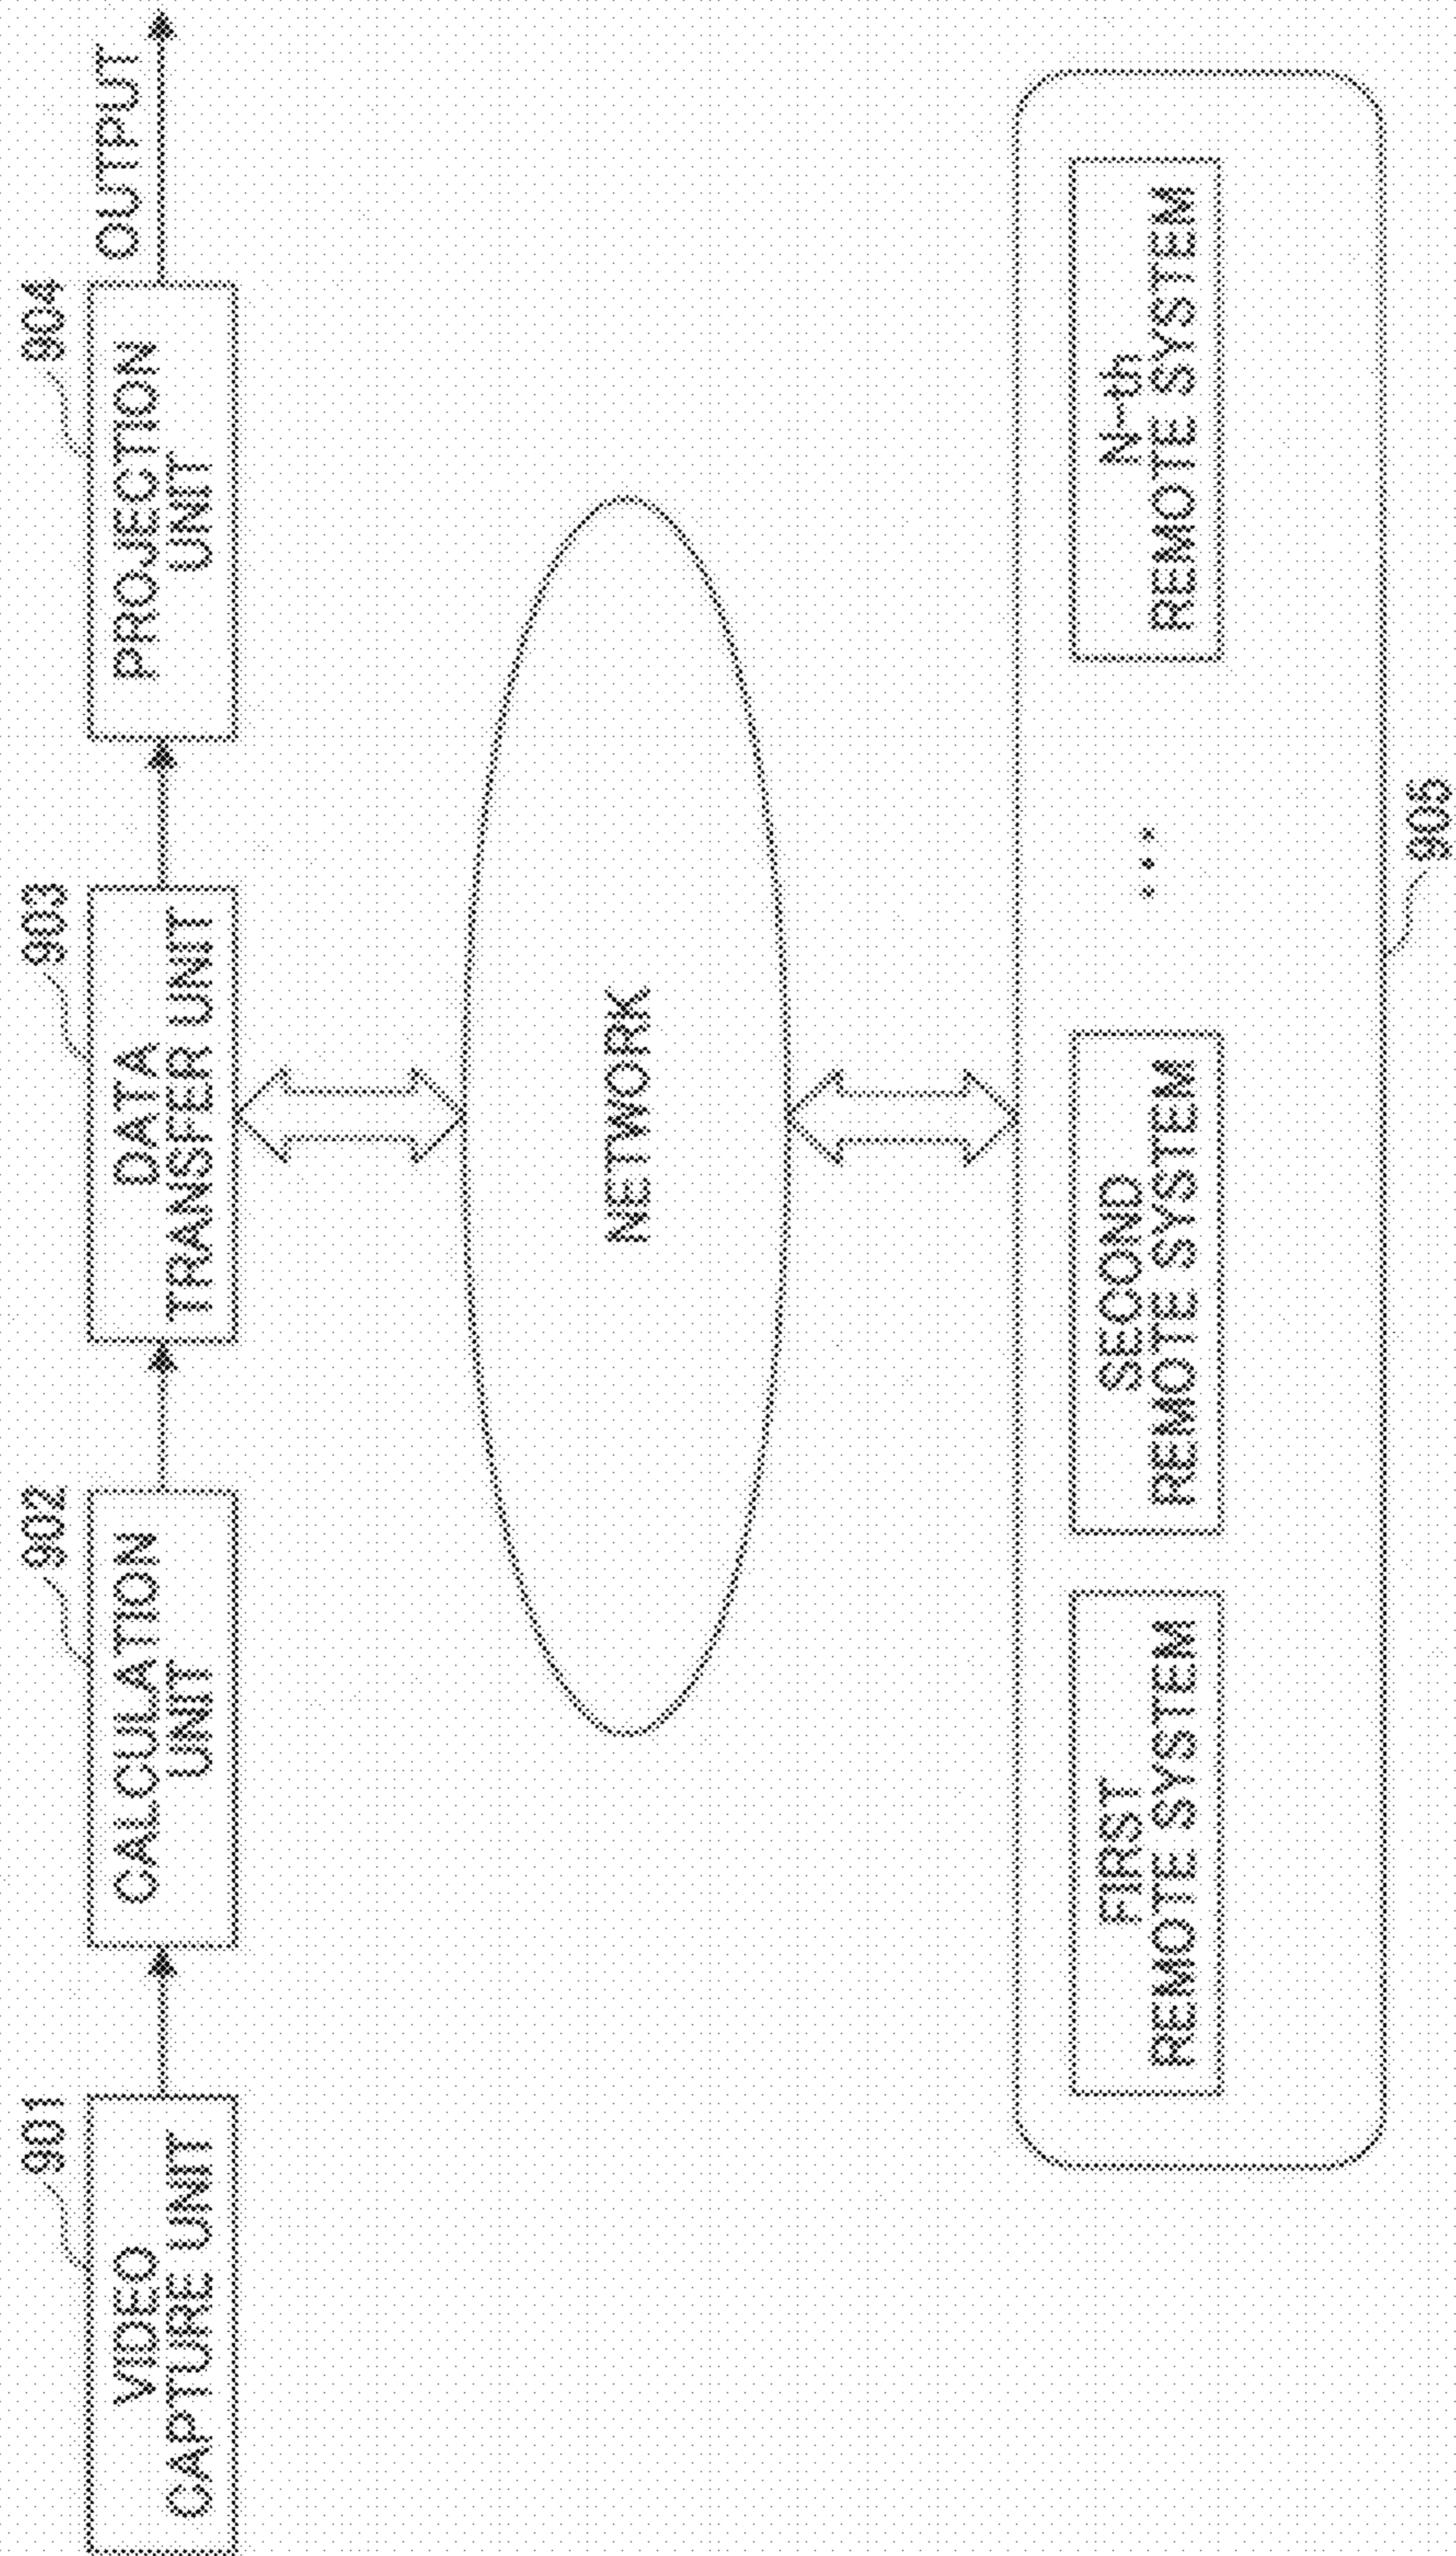 901
VIDEO
CAPTURE UNIT
902
CALCULATION
UNIT
903
DATA
TRANSFER UNIT
904
PROJECTION
UNIT
OUTPUT
NETWORK
FIRST
REMOTE SYSTEM
SECOND
REMOTE SYSTEM
...
N-th
REMOTE SYSTEM
905